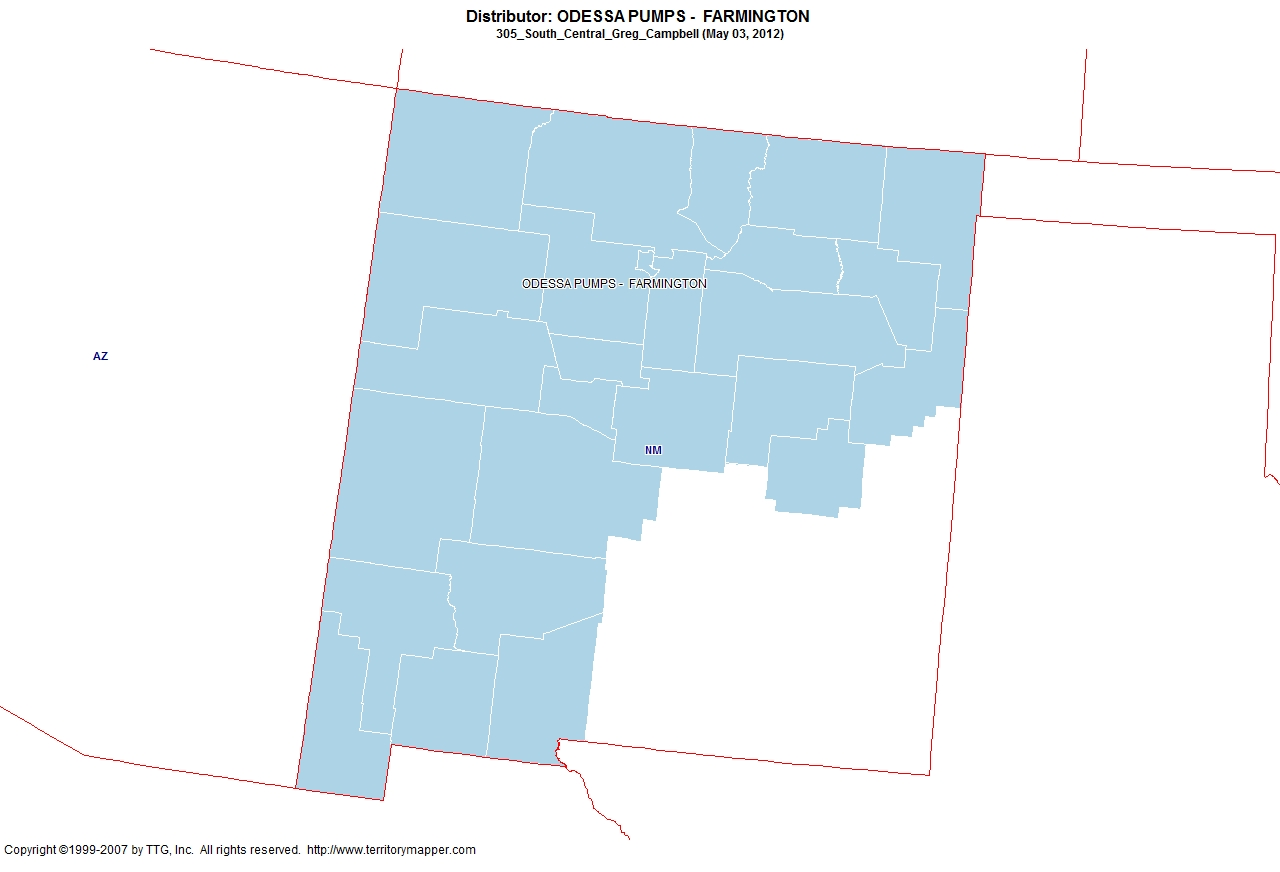 Distributor: ODESSA PUMPS - FARMINGTON
305_South_Central_Greg_Campbell (May 03, 2012)
ODESSA PUMPS - FARMINGTON
AZ
NM
Copyright ©1999-2007 by TTG, Inc. All rights reserved. http://www.territorymapper.com